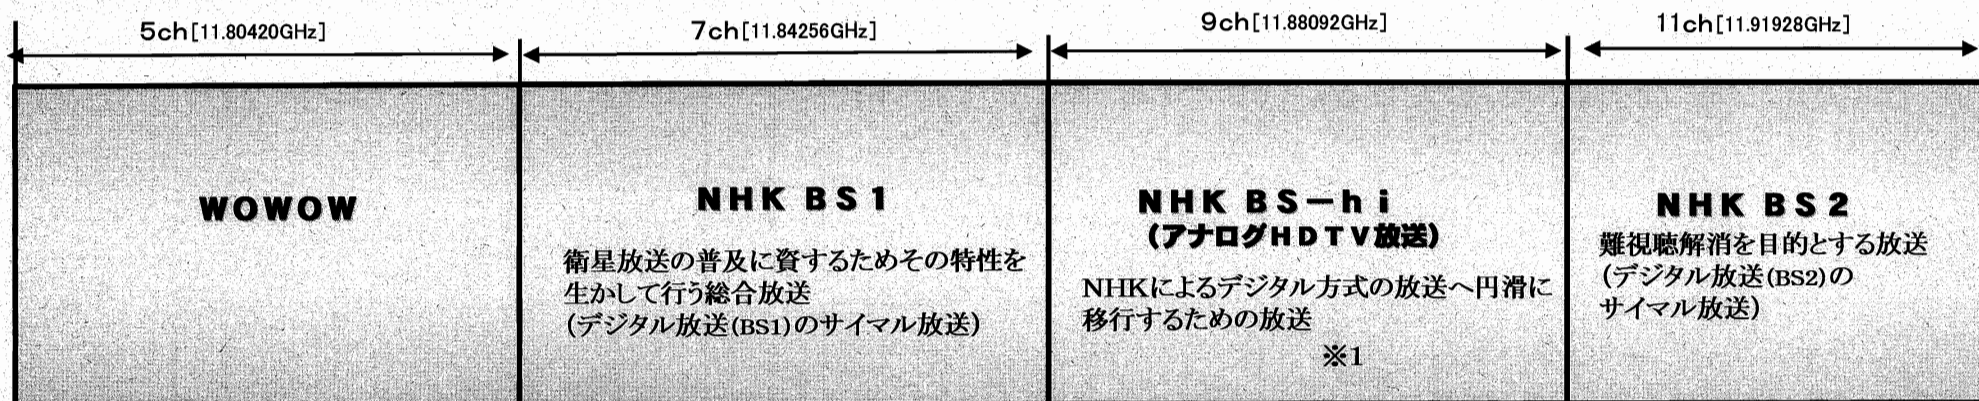 5ch[11.80420GHz]
7ch[11.84256GHz]
9ch[11.88092GHz]
11ch[11.91928GHz]
WOWOW
NHK BS1
衛星放送の普及に資するためその特性を
生かして行う総合放送
(デジタル放送(BS1)のサイマル放送)
NHK BS-hi
(アナログHDTV放送)
NHKによるデジタル方式の放送へ円滑に
移行するための放送
※1
NHK BS2
難視聴解消を目的とする放送
(デジタル放送(BS2)の
サイマル放送)